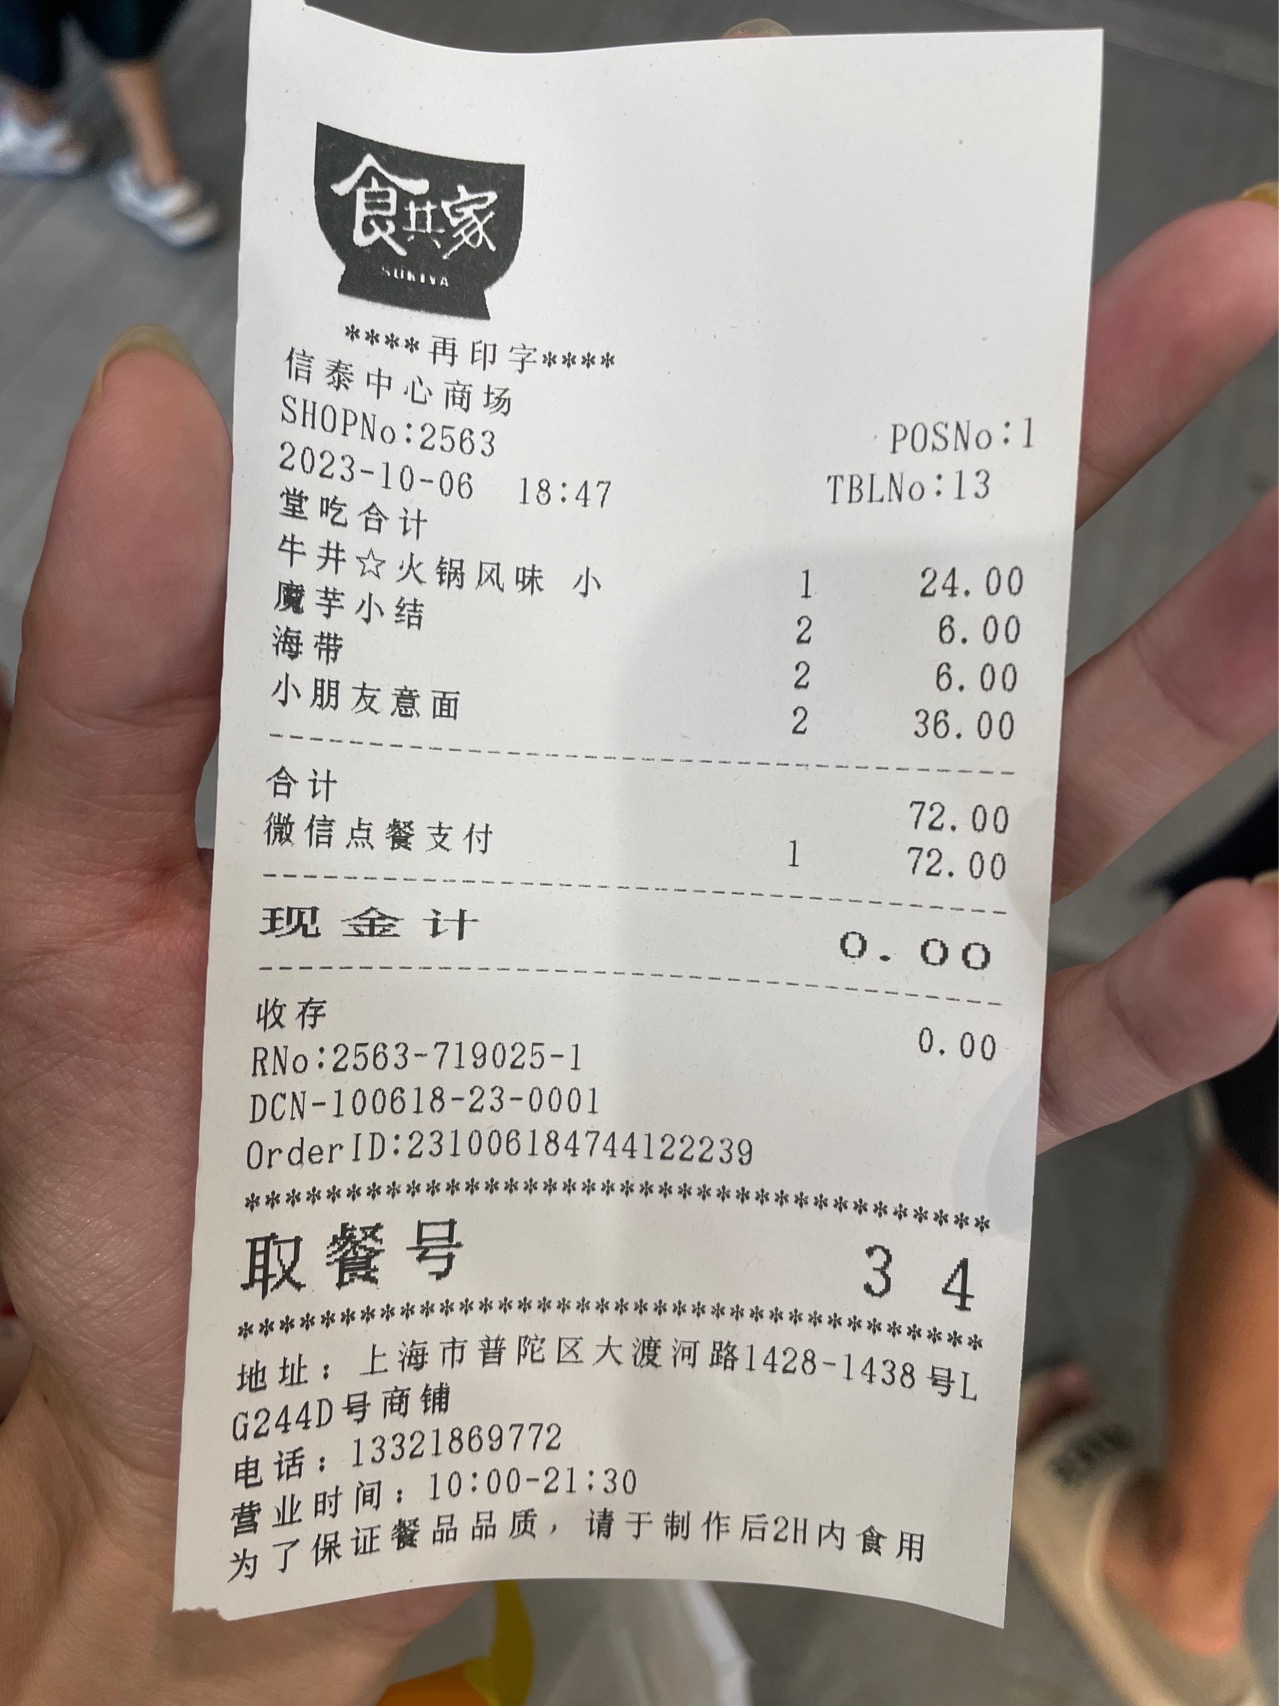 食其家
SUKIYA
****再印字****
信泰中心商场
SHOPNo:2563 POSNo:1
2023-10-06 18:47 TBLNo:13
堂吃合计
牛丼☆火锅风味 小 1 24.00
魔芋小结 2 6.00
海带 2 6.00
小朋友意面 2 36.00
合计 72.00
微信点餐支付 1 72.00
现金计 0.00
收存 0.00
RNo:2563-719025-1
DCN-100618-23-0001
OrderID:231006184744122239
***************************************
取餐号 34
***************************************
地址：上海市普陀区大渡河路1428-1438号L
G244D号商铺
电话：13321869772
营业时间：10:00-21:30
为了保证餐品品质，请于制作后2H内食用